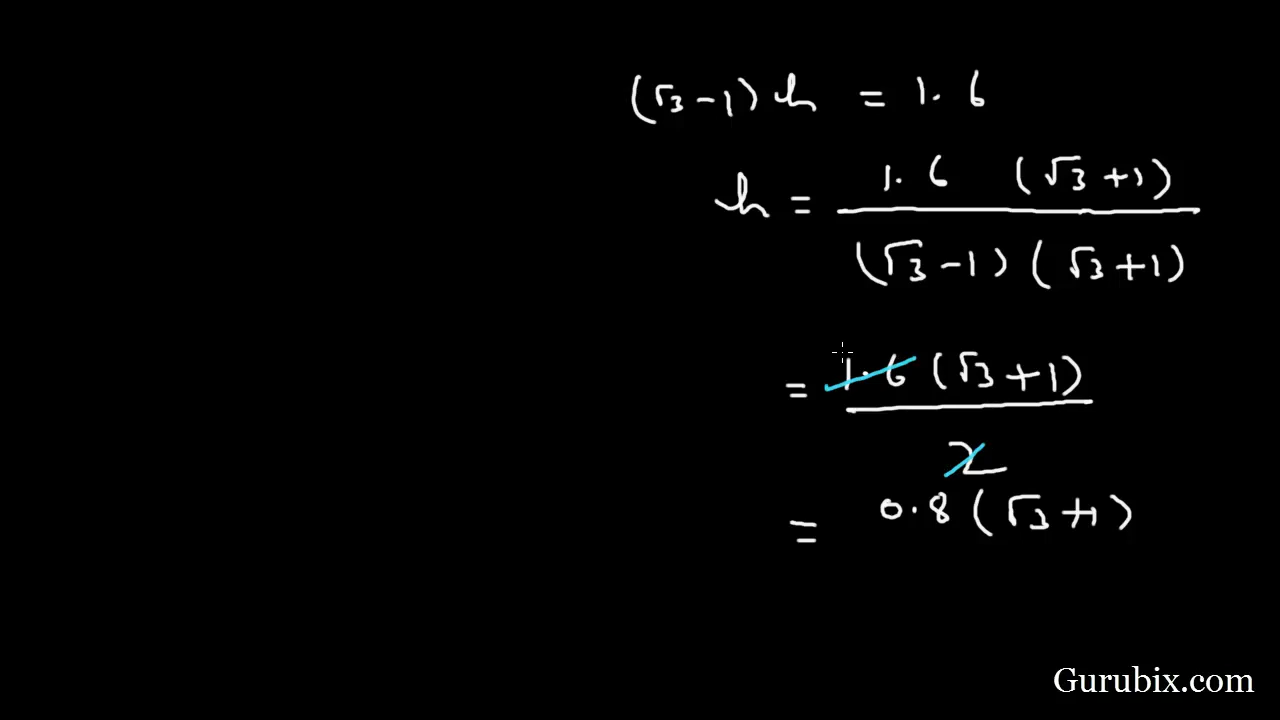 (√3 - 1) h = 1.6
h = 1.6 (√3 + 1)
(√3 - 1) (√3 + 1)
= 1.6 (√3 + 1)
2
= 0.8 (√3 + 1)
Gurubix.com